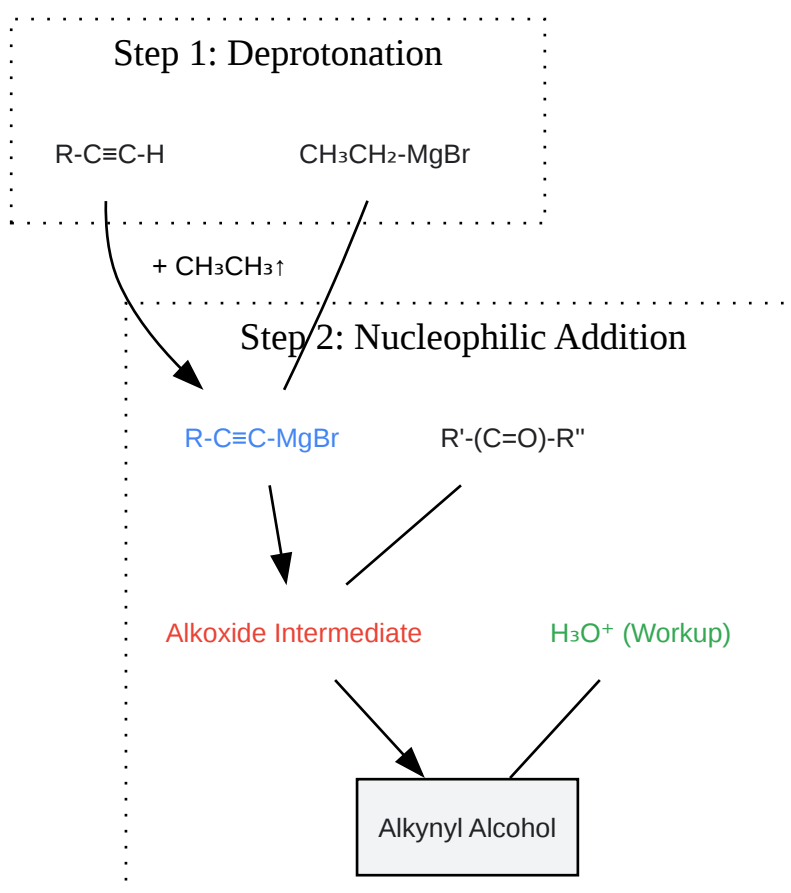 Step 1: Deprotonation
R-C≡C-H
CH₃CH₂-MgBr
+ CH₃CH₃↑
Step 2: Nucleophilic Addition
R-C≡C-MgBr
R'-(C=O)-R"
Alkoxide Intermediate
H₃O⁺ (Workup)
Alkynyl Alcohol